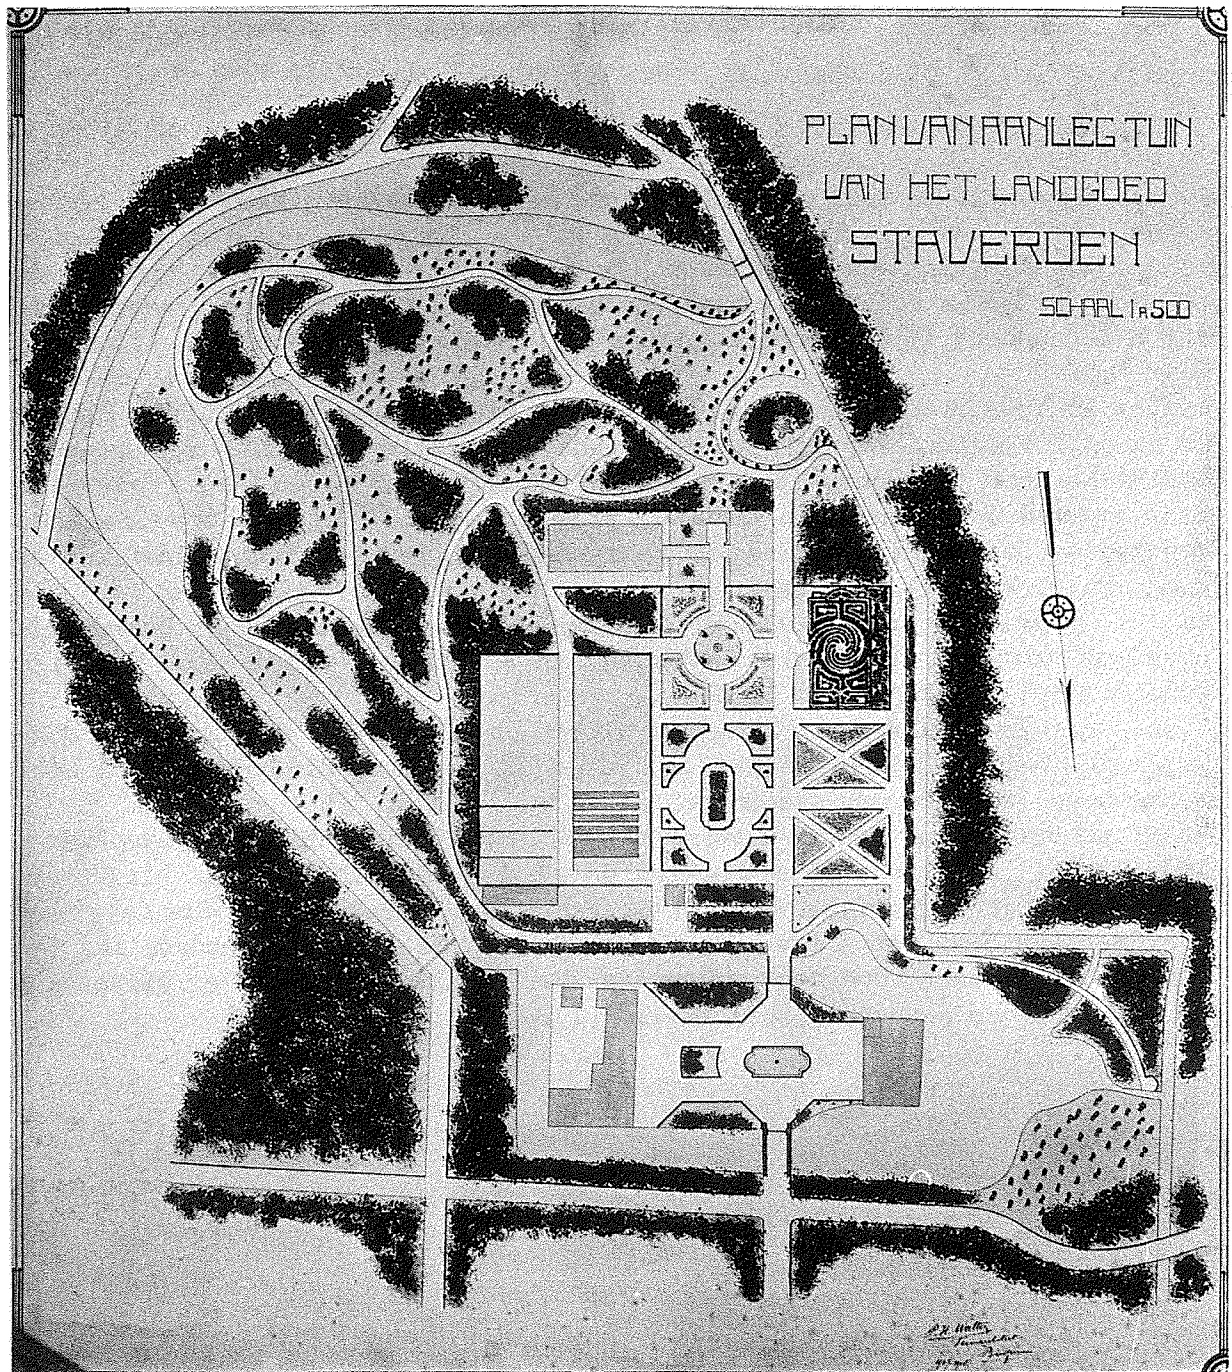 PLAN VAN AANLEG TUIN
VAN HET LANDGOED
STAVERDEN
SCHAAL 1 A 500